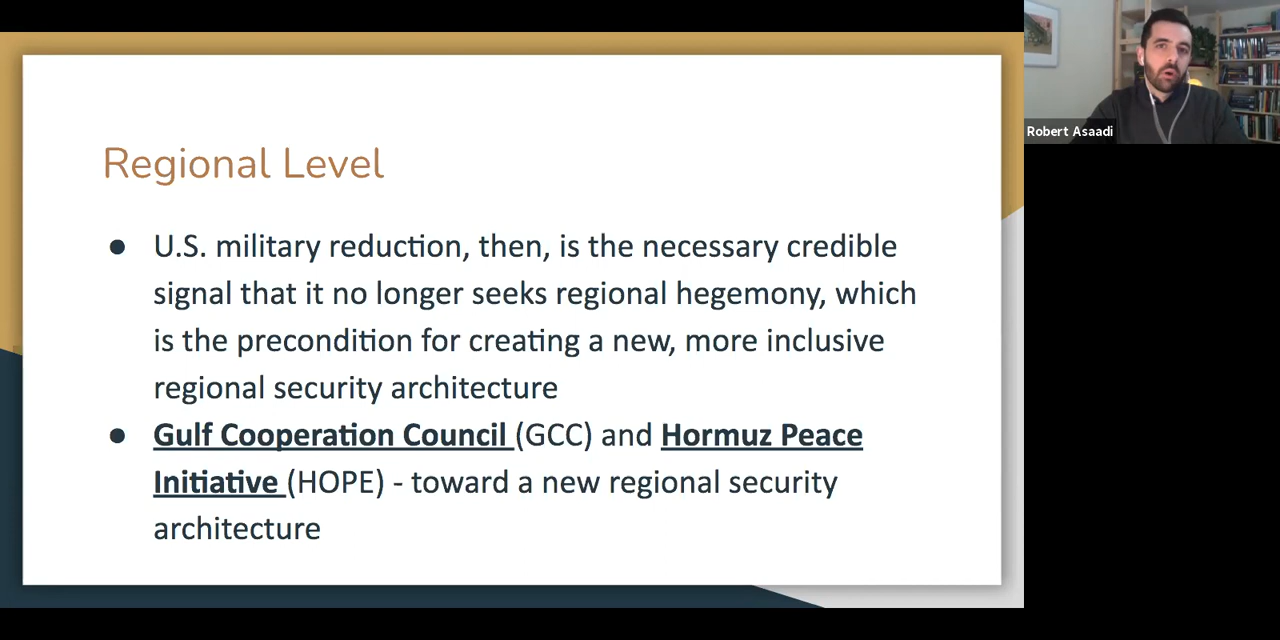 Robert Asaadi
Regional Level
● U.S. military reduction, then, is the necessary credible
signal that it no longer seeks regional hegemony, which
is the precondition for creating a new, more inclusive
regional security architecture
● Gulf Cooperation Council (GCC) and Hormuz Peace
Initiative (HOPE) - toward a new regional security
architecture